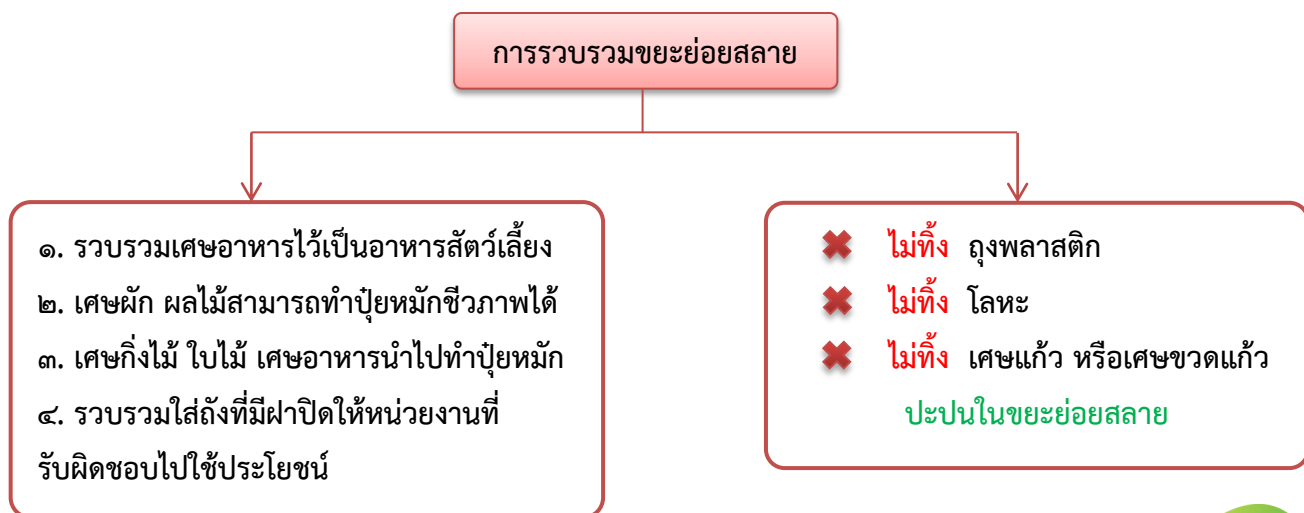 การรวบรวมขยะย่อยสลาย
๑. รวบรวมเศษอาหารไว้เป็นอาหารสัตว์เลี้ยง
๒. เศษผัก ผลไม้สามารถทำปุ๋ยหมักชีวภาพได้
๓. เศษกิ่งไม้ ใบไม้ เศษอาหารนำไปทำปุ๋ยหมัก
๔. รวบรวมใส่ถังที่มีฝาปิดให้หน่วยงานที่
รับผิดชอบไปใช้ประโยชน์
ไม่ทิ้ง ถุงพลาสติก
ไม่ทิ้ง โลหะ
ไม่ทิ้ง เศษแก้ว หรือเศษขวดแก้ว
ปะปนในขยะย่อยสลาย